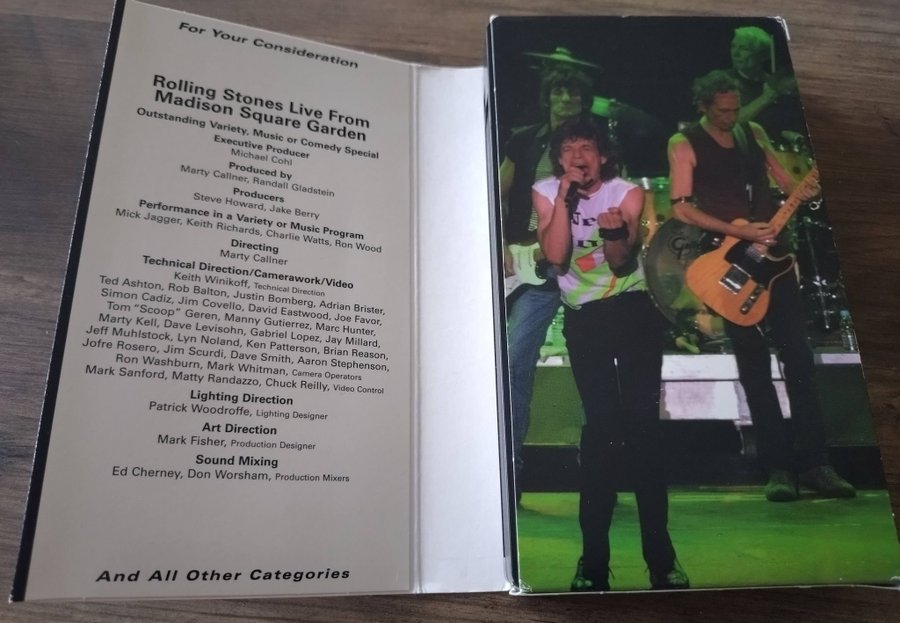 For Your Consideration
Rolling Stones Live From
Madison Square Garden
Outstanding Variety, Music or Comedy Special
Executive Producer
Michael Cohl
Produced by
Marty Callner, Randall Gladstein
Producers
Steve Howard, Jake Berry
Performance in a Variety or Music Program
Mick Jagger, Keith Richards, Charlie Watts, Ron Wood
Directing
Marty Callner
Technical Direction/Camerawork/Video
Keith Winikoff, Technical Direction
Ted Ashton, Rob Balton, Justin Bomberg, Adrian Brister,
Simon Cadiz, Jim Covello, David Eastwood, Joe Favor,
Tom "Scoop" Geren, Manny Gutierrez, Marc Hunter,
Marty Kell, Dave Levisohn, Gabriel Lopez, Jay Millard,
Jeff Muhlstock, Lyn Noland, Ken Patterson, Brian Reason,
Jofre Rosero, Jim Scurdi, Dave Smith, Aaron Stephenson,
Ron Washburn, Mark Whitman, Camera Operators
Mark Sanford, Matty Randazzo, Chuck Reilly, Video Control
Lighting Direction
Patrick Woodroffe, Lighting Designer
Art Direction
Mark Fisher, Production Designer
Sound Mixing
Ed Cherney, Don Worsham, Production Mixers
And All Other Categories